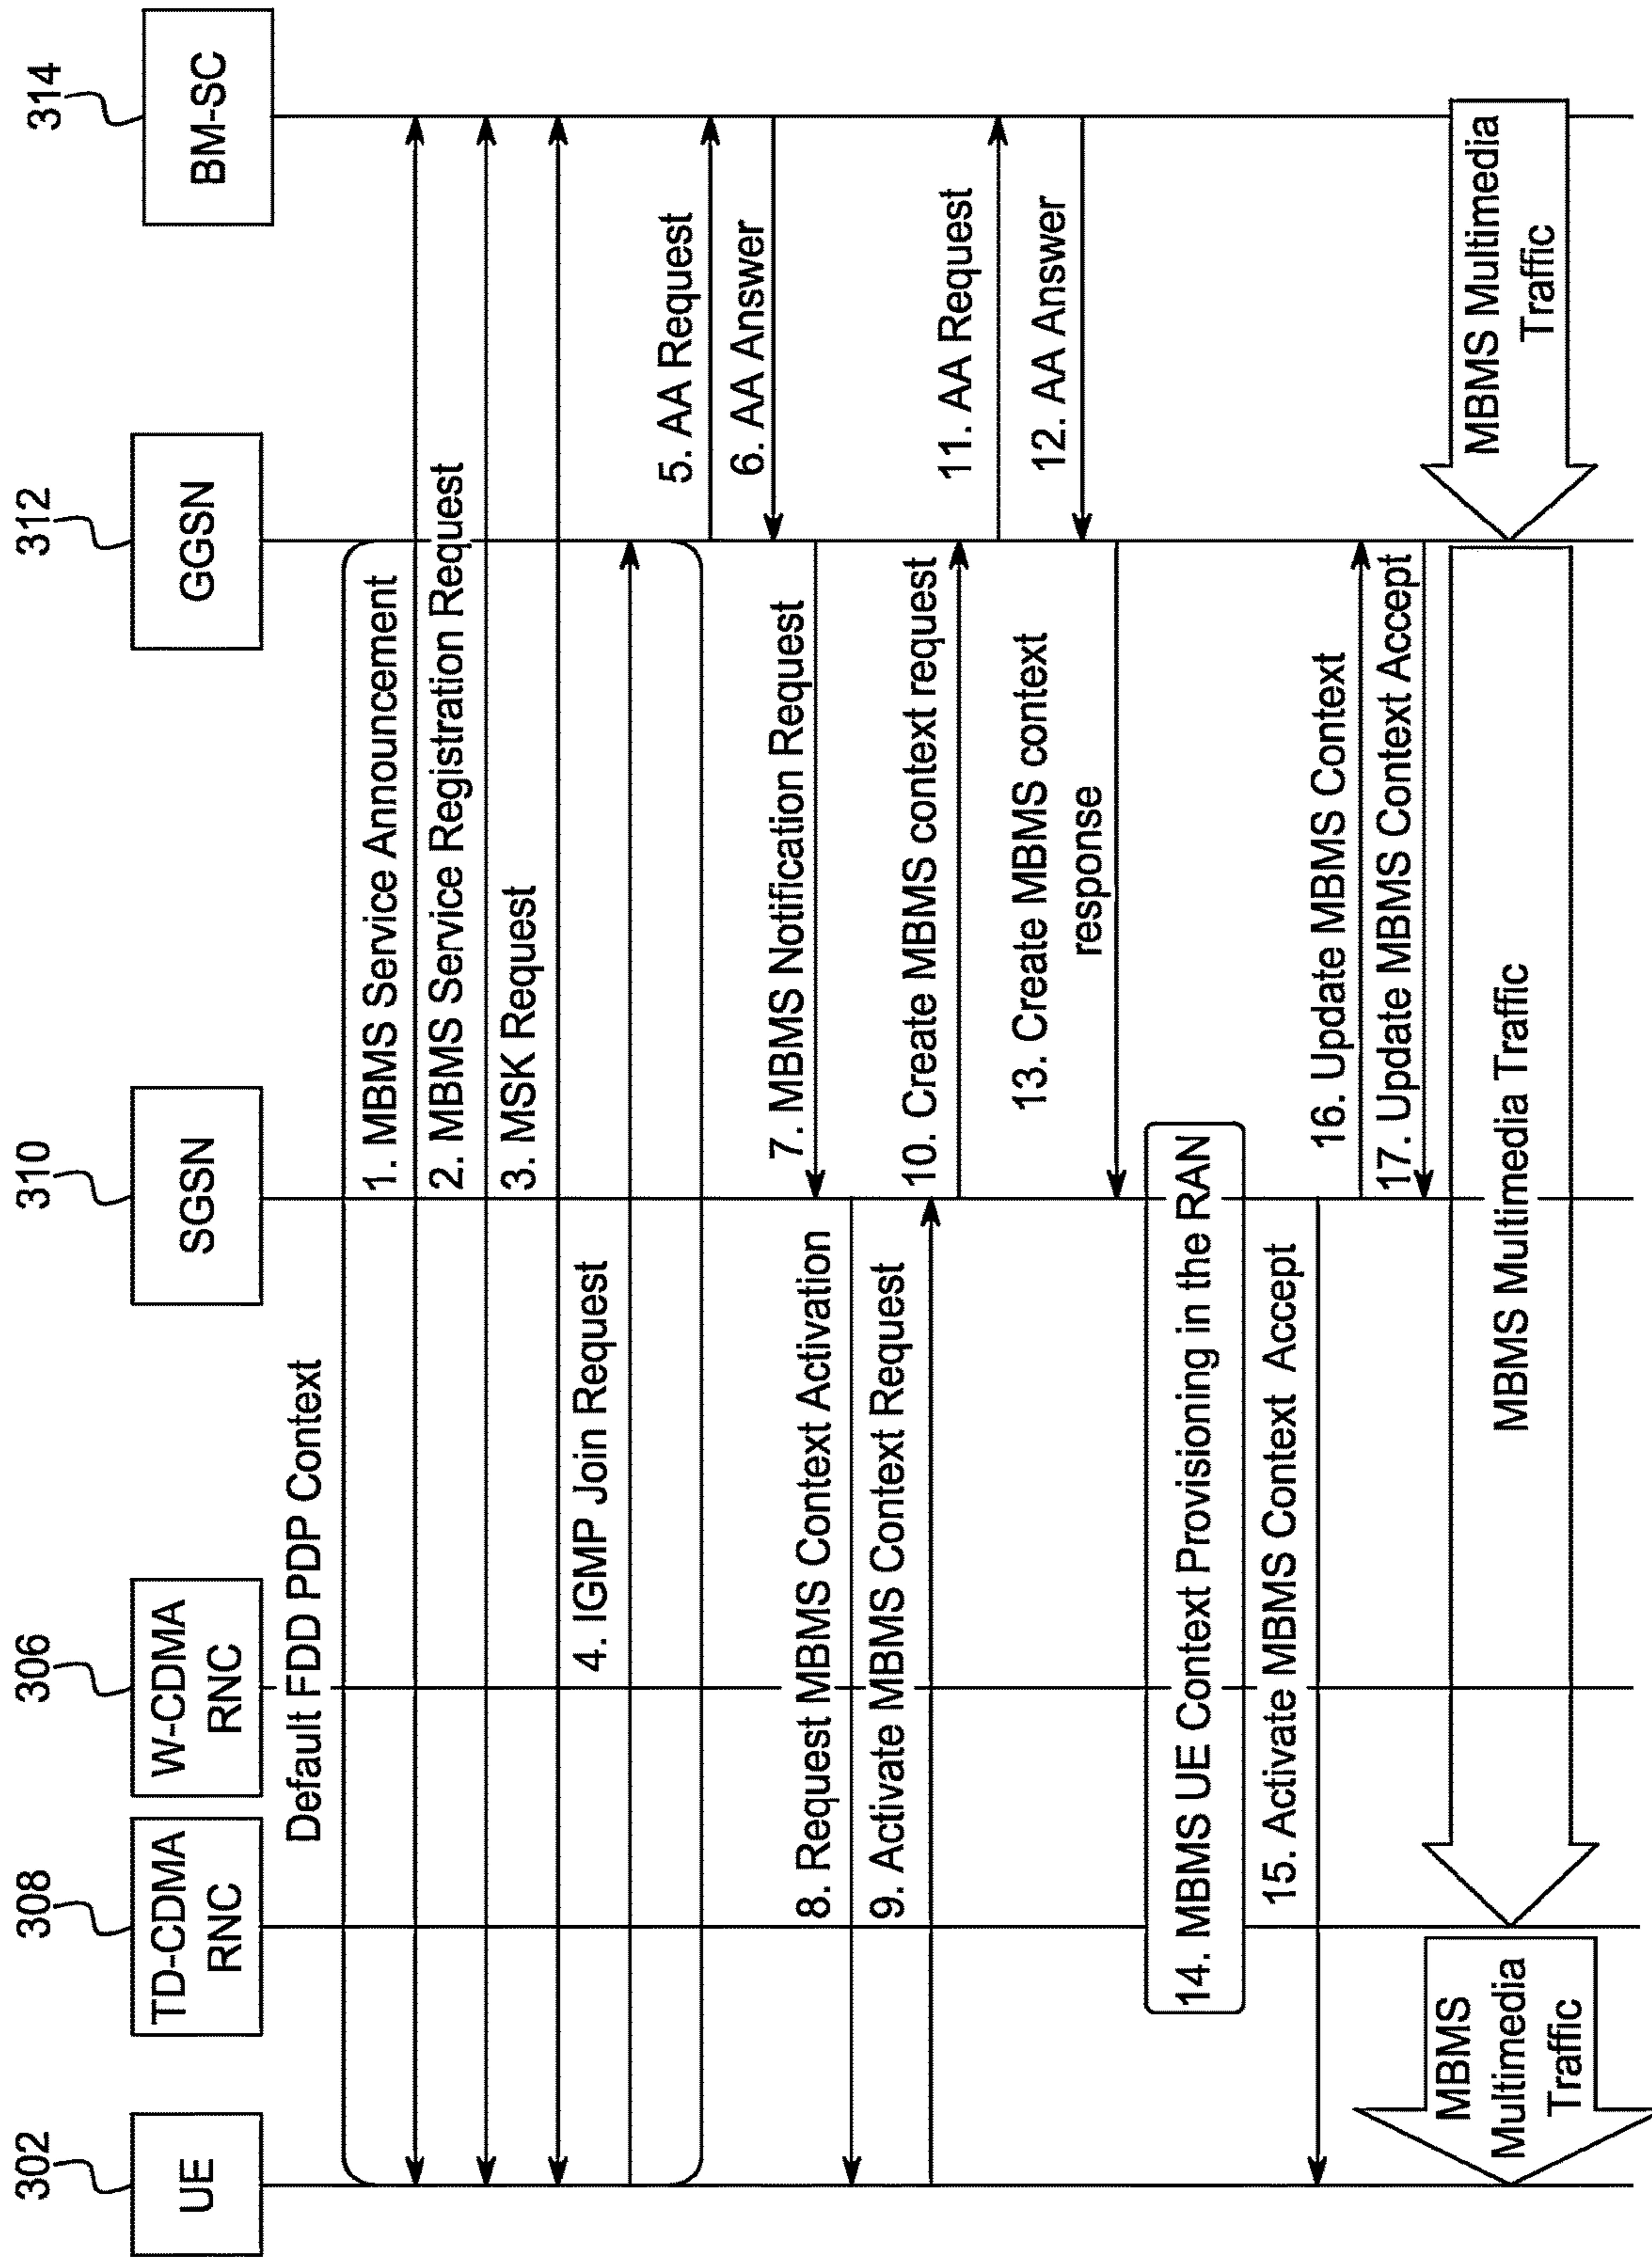 302
308
306
310
312
314
UE
TD-CDMA
RNC
W-CDMA
RNC
SGSN
GGSN
BM-SC
Default FDD PDP Context
1. MBMS Service Announcement
2. MBMS Service Registration Request
3. MSK Request
4. IGMP Join Request
5. AA Request
6. AA Answer
7. MBMS Notification Request
8. Request MBMS Context Activation
9. Activate MBMS Context Request
10. Create MBMS context request
11. AA Request
12. AA Answer
13. Create MBMS context
response
14. MBMS UE Context Provisioning in the RAN
15. Activate MBMS Context Accept
16. Update MBMS Context
17. Update MBMS Context Accept
MBMS
Multimedia
Traffic
MBMS Multimedia Traffic
MBMS Multimedia
Traffic